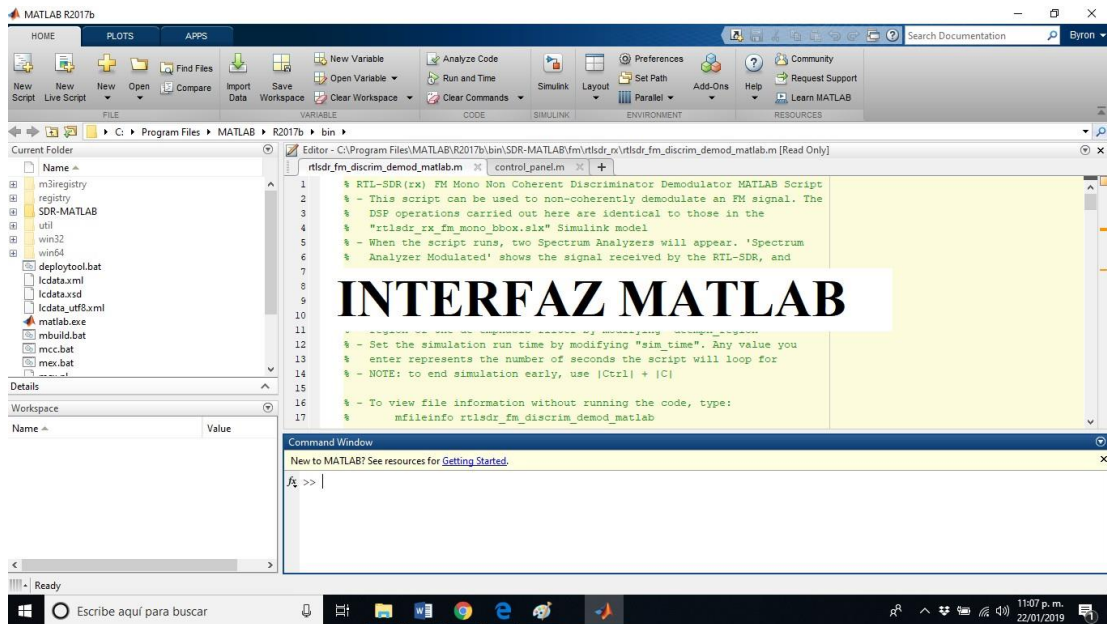 MATLAB R2017b
HOME PLOTS APPS
Search Documentation Byron
New Script
New Live Script
New
Open
Find Files
Compare
Import Data
Save Workspace
New Variable
Open Variable
Clear Workspace
Analyze Code
Run and Time
Clear Commands
Simulink
Layout
Preferences
Set Path
Parallel
Add-Ons
Help
Community
Request Support
Learn MATLAB
FILE VARIABLE CODE SIMULINK ENVIRONMENT RESOURCES
C: Program Files MATLAB R2017b bin
Current Folder
Name
m3iregistry
registry
SDR-MATLAB
util
win32
win64
deploytool.bat
lcdata.xml
lcdata.xsd
lcdata_utf8.xml
matlab.exe
mbuild.bat
mcc.bat
mex.bat
Details
Workspace
Name Value
Editor - C:\Program Files\MATLAB\R2017b\bin\SDR-MATLAB\fm\rtlsdr_rx\rtlsdr_fm_discrim_demod_matlab.m [Read Only]
rtlsdr_fm_discrim_demod_matlab.m control_panel.m +
1 % RTL-SDR(rx) FM Mono Non Coherent Discriminator Demodulator MATLAB Script
2 % - This script can be used to non-coherently demodulate an FM signal. The
3 % DSP operations carried out here are identical to those in the
4 % "rtlsdr_rx_fm_mono_bbox.slx" Simulink model
5 % - When the script runs, two Spectrum Analyzers will appear. 'Spectrum
6 % Analyzer Modulated' shows the signal received by the RTL-SDR, and
7
8
9
10
INTERFAZ MATLAB
11
12 % - Set the simulation run time by modifying "sim_time". Any value you
13 % enter represents the number of seconds the script will loop for
14 % - NOTE: to end simulation early, use |Ctrl| + |C|
15
16 % - To view file information without running the code, type:
17 % mfileinfo rtlsdr_fm_discrim_demod_matlab
Command Window
New to MATLAB? See resources for Getting Started.
fx >>
Ready
Escribe aquí para buscar
11:07 p. m.
22/01/2019